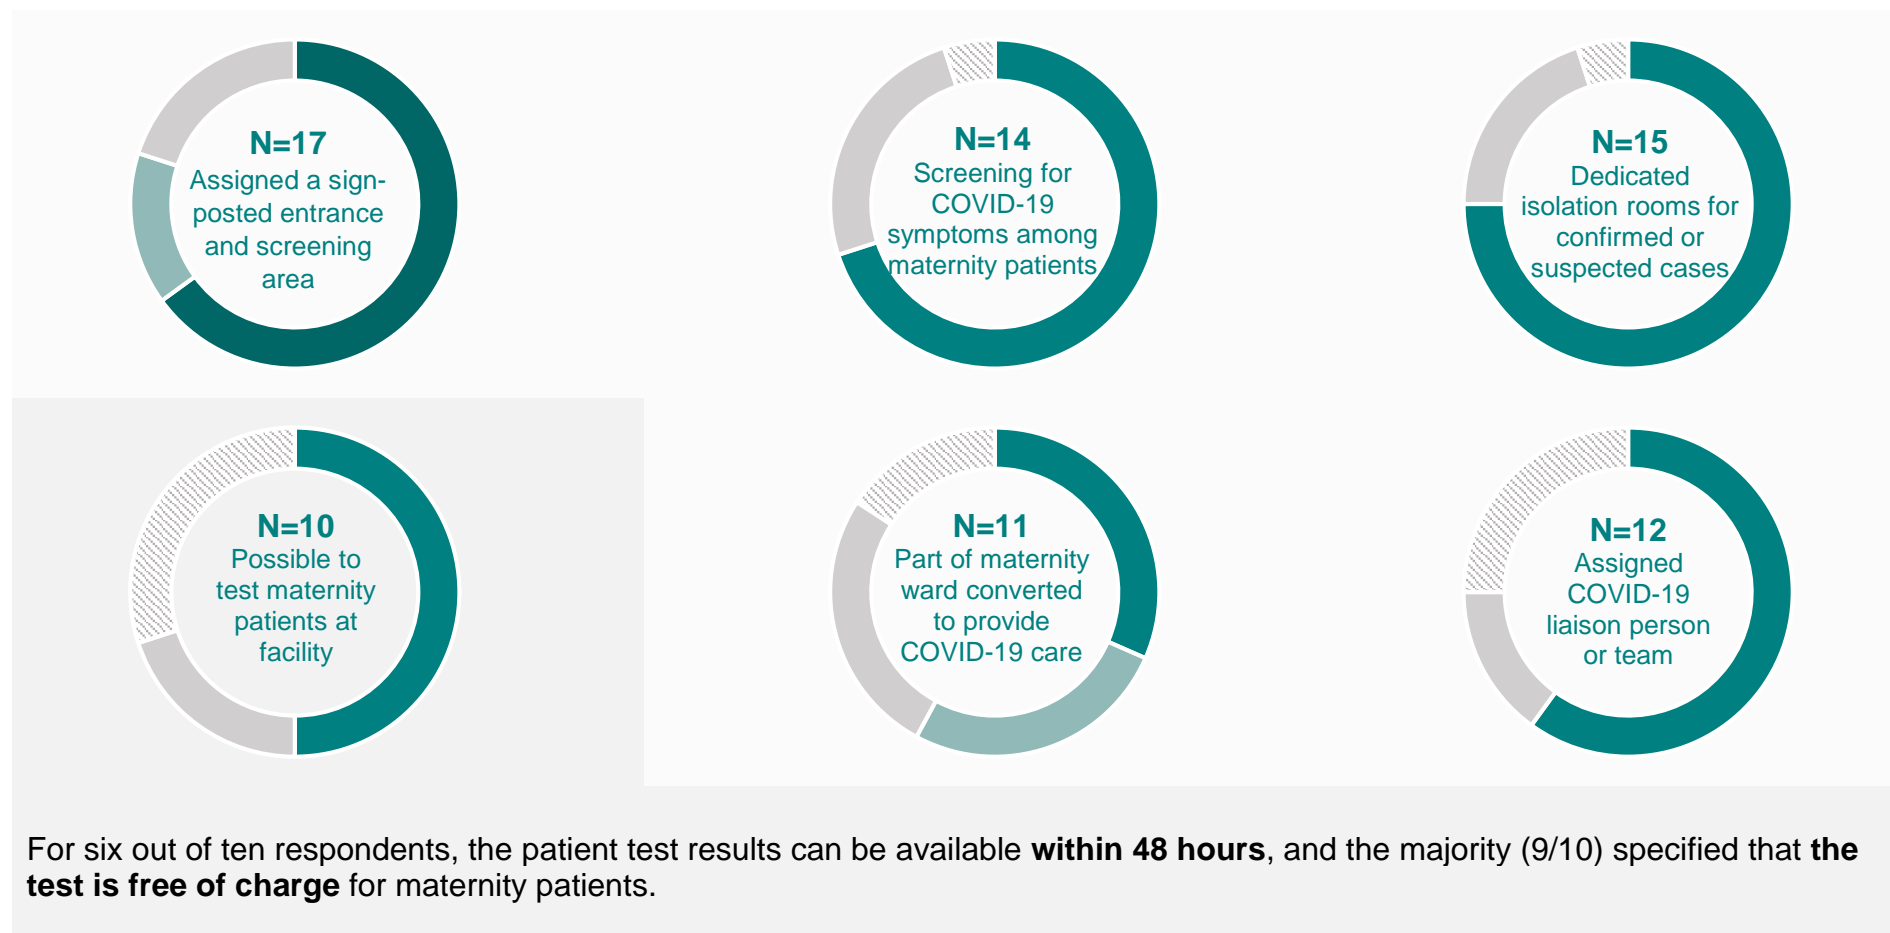 N=17
Assigned a sign-
posted entrance
and screening
area
N=14
Screening for
COVID-19
symptoms among
maternity patients
N=15
Dedicated
isolation rooms for
confirmed or
suspected cases
N=10
Possible to
test maternity
patients at
facility
N=11
Part of maternity
ward converted
to provide
COVID-19 care
N=12
Assigned
COVID-19
liaison person
or team
For six out of ten respondents, the patient test results can be available within 48 hours, and the majority (9/10) specified that the
test is free of charge for maternity patients.